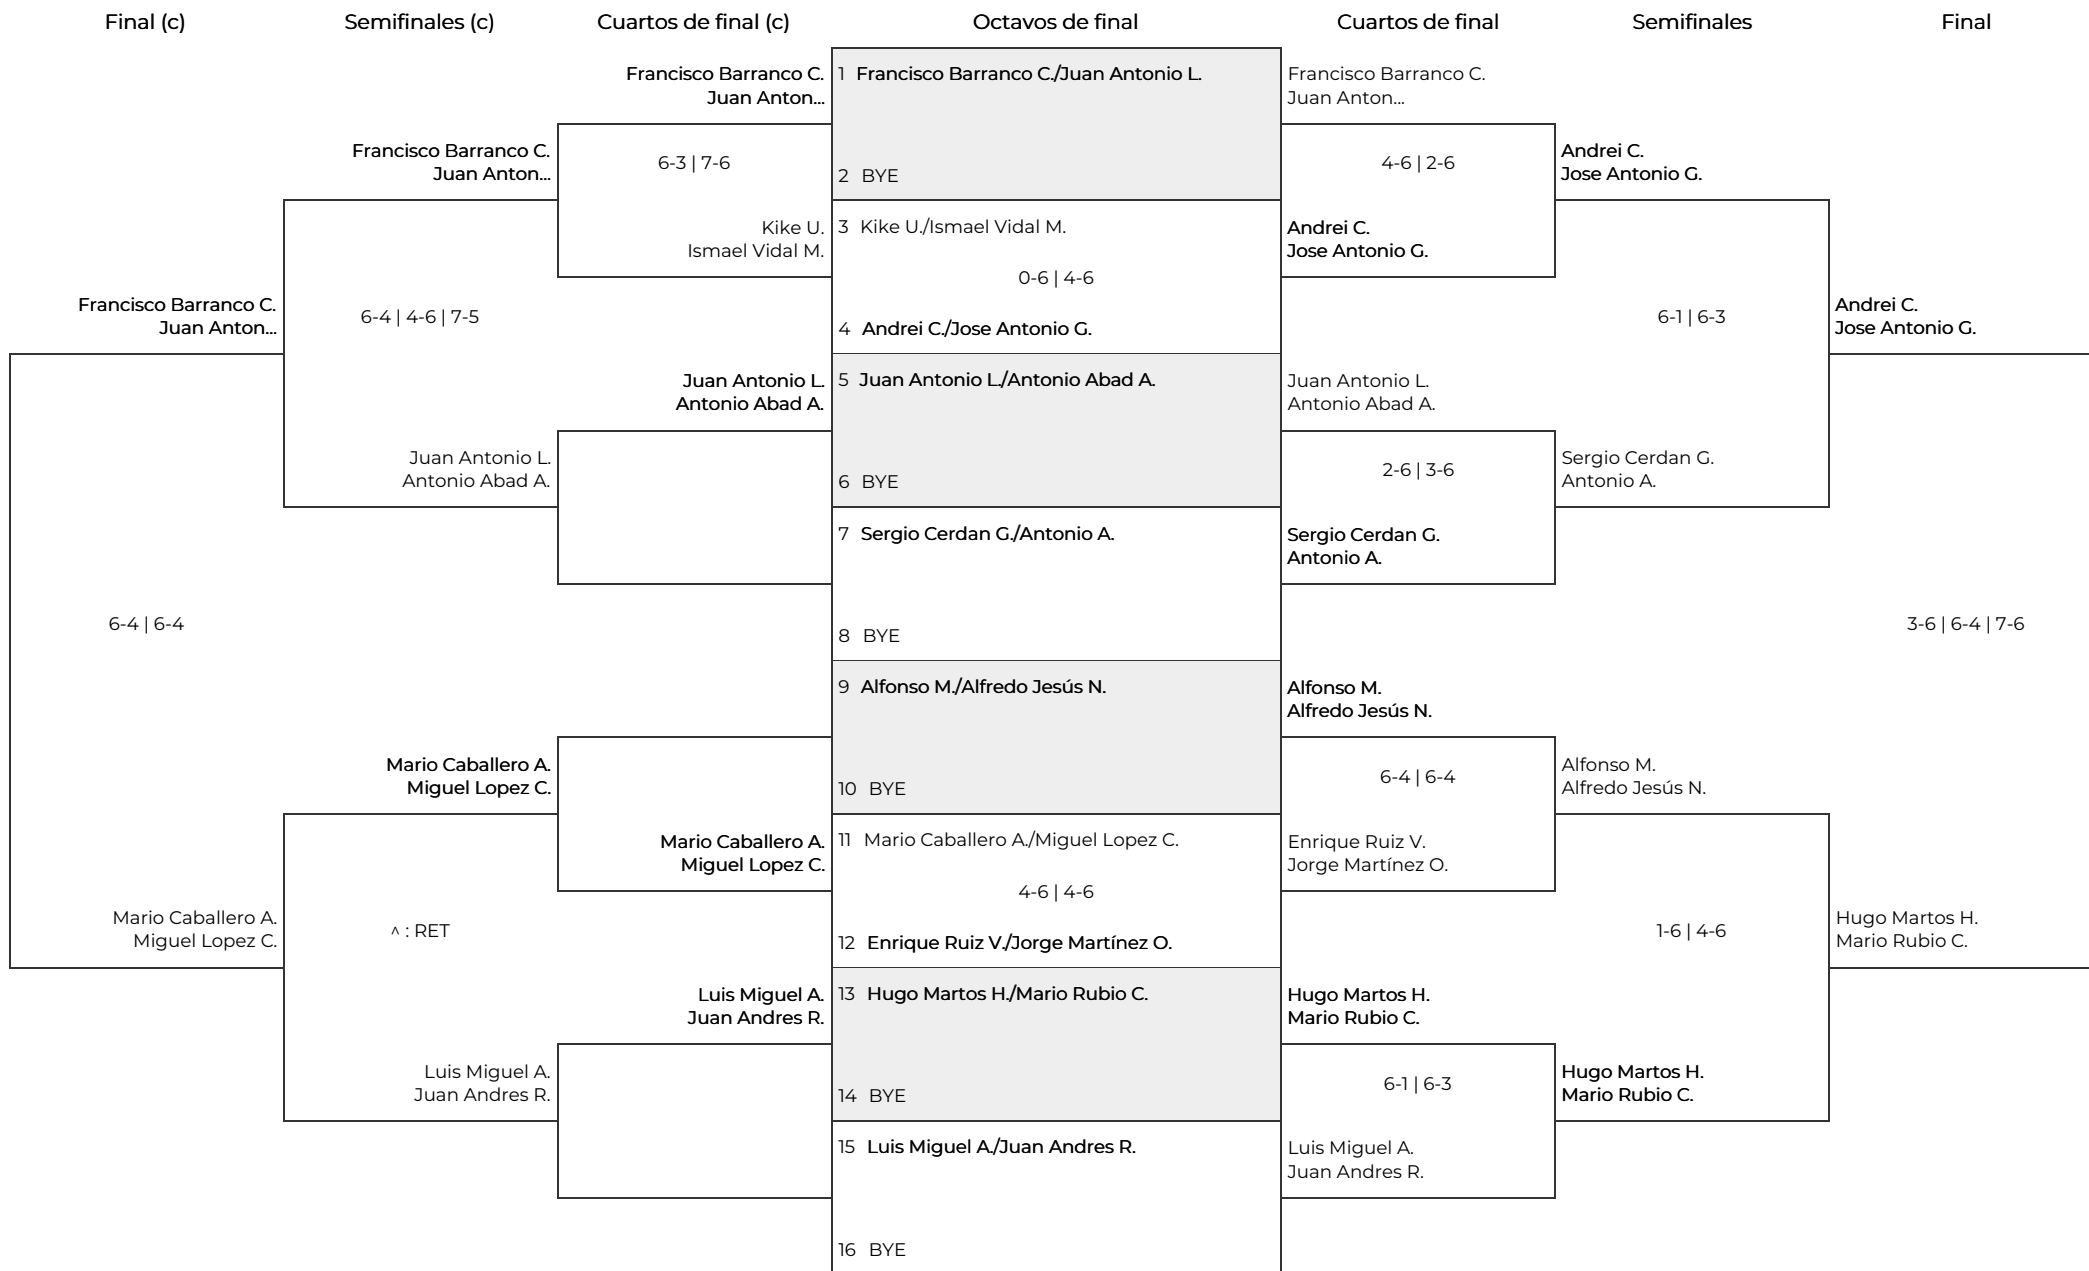 Final (c)
Semifinales (c)
Cuartos de final (c)
Octavos de final
Cuartos de final
Semifinales
Final
Francisco Barranco C.
Juan Anton...
6-4 | 6-4
Mario Caballero A.
Miguel Lopez C.
Francisco Barranco C.
Juan Anton...
6-4 | 4-6 | 7-5
Juan Antonio L.
Antonio Abad A.
Mario Caballero A.
Miguel Lopez C.
^ : RET
Luis Miguel A.
Juan Andres R.
Francisco Barranco C.
Juan Anton...
6-3 | 7-6
Kike U.
Ismael Vidal M.
Juan Antonio L.
Antonio Abad A.
Mario Caballero A.
Miguel Lopez C.
Luis Miguel A.
Juan Andres R.
1 Francisco Barranco C./Juan Antonio L.
2 BYE
3 Kike U./Ismael Vidal M.
0-6 | 4-6
4 Andrei C./Jose Antonio G.
5 Juan Antonio L./Antonio Abad A.
6 BYE
7 Sergio Cerdan G./Antonio A.
8 BYE
9 Alfonso M./Alfredo Jesús N.
10 BYE
11 Mario Caballero A./Miguel Lopez C.
4-6 | 4-6
12 Enrique Ruiz V./Jorge Martínez O.
13 Hugo Martos H./Mario Rubio C.
14 BYE
15 Luis Miguel A./Juan Andres R.
16 BYE
Francisco Barranco C.
Juan Anton...
4-6 | 2-6
Andrei C.
Jose Antonio G.
Juan Antonio L.
Antonio Abad A.
2-6 | 3-6
Sergio Cerdan G.
Antonio A.
Alfonso M.
Alfredo Jesús N.
6-4 | 6-4
Enrique Ruiz V.
Jorge Martínez O.
Hugo Martos H.
Mario Rubio C.
6-1 | 6-3
Luis Miguel A.
Juan Andres R.
Andrei C.
Jose Antonio G.
6-1 | 6-3
Sergio Cerdan G.
Antonio A.
Alfonso M.
Alfredo Jesús N.
1-6 | 4-6
Hugo Martos H.
Mario Rubio C.
Andrei C.
Jose Antonio G.
3-6 | 6-4 | 7-6
Hugo Martos H.
Mario Rubio C.